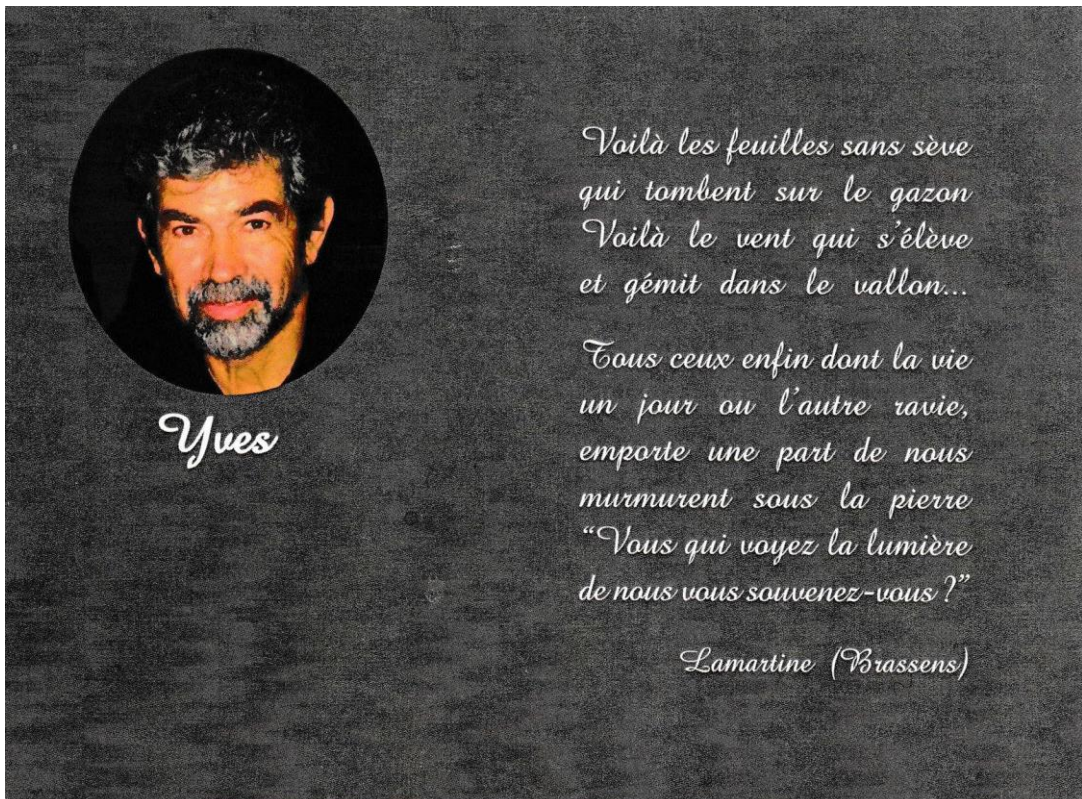 Yves
Voilà les feuilles sans sève
qui tombent sur le gazon
Voilà le vent qui s'élève
et gémit dans le vallon...
Tous ceux enfin dont la vie
un jour ou l'autre ravie,
emporte une part de nous
murmurent sous la pierre
“Vous qui voyez la lumière
de nous vous souvenez-vous ?”
Lamartine (Brassens)